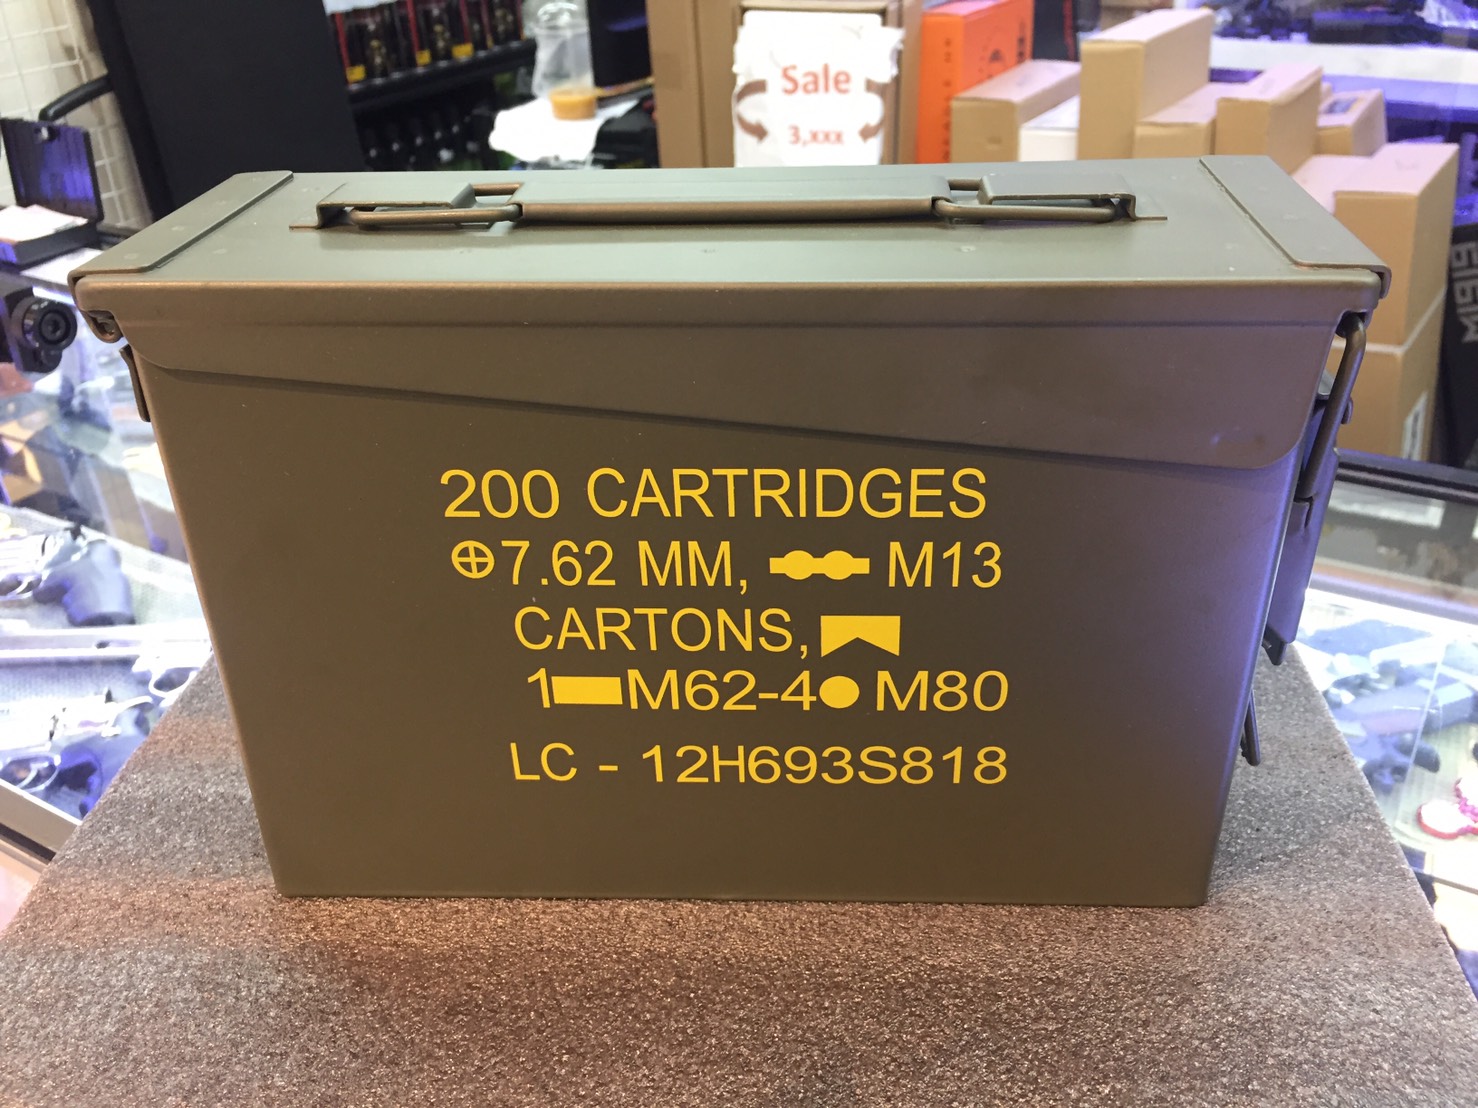 Sale
3,xxx
200 CARTRIDGES
⊕7.62 MM, M13
CARTONS,
1 M62-4 M80
LC - 12H693S818